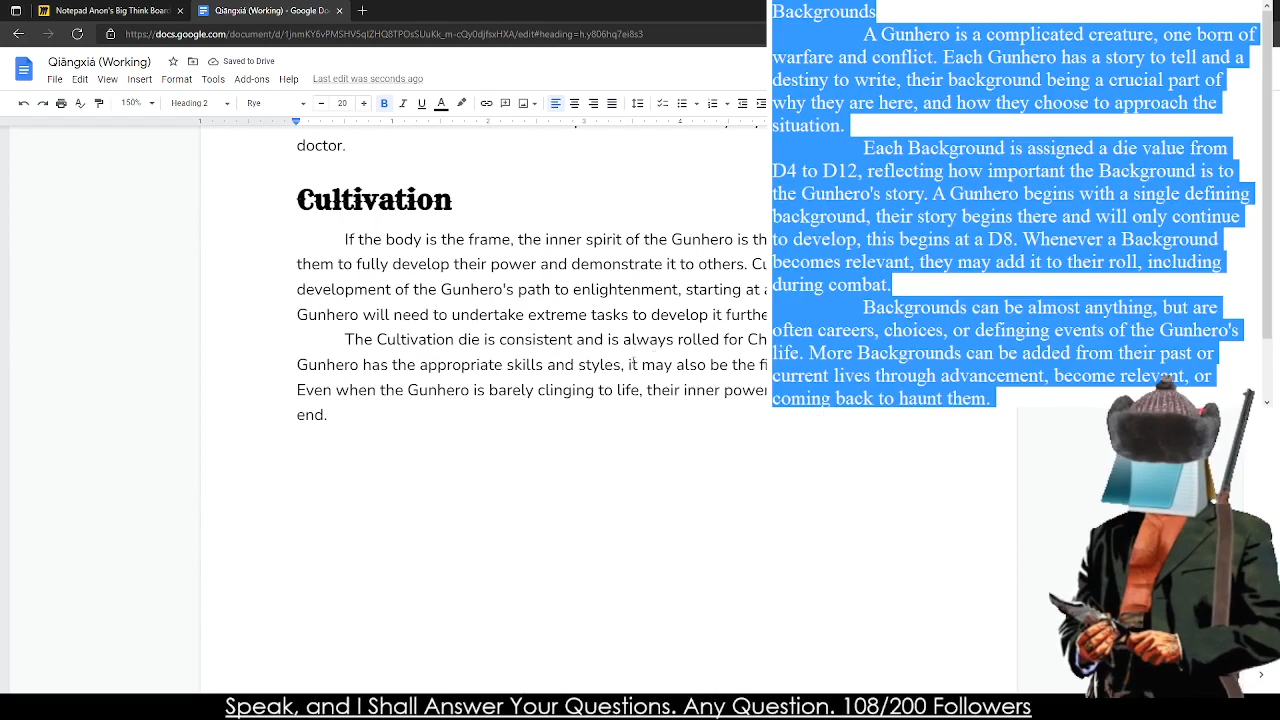 Notepad Anon's Big Think Board
Qiāngxiá (Working) - Google Do
https://docs.google.com/document/d/1jnmKY6vPMSHVSqIZHQ8TPOsSUuKk_m-cQy0djfsxHXA/edit#heading=h.y806hq7ei8s3
Qiāngxiá (Working)
Saved to Drive
File Edit View Insert Format Tools Add-ons Help Last edit was seconds ago
150% Heading 2 Rye 20
1 1 2 3 4
doctor.
Cultivation
If the body is the frame, the inner spirit of the Gunhero is th
them to fully develop their power and demonstrate it to others. Cu
development of the Gunhero's path to enlightenment, starting at a
Gunhero will need to undertake extreme tasks to develop it furthe
The Cultivation die is consistent and is always rolled for Ch
Gunhero has the appropriate skills and styles, it may also be the fi
Even when the Gunhero is barely clinging to life, their inner power
end.
Backgrounds
A Gunhero is a complicated creature, one born of
warfare and conflict. Each Gunhero has a story to tell and a
destiny to write, their background being a crucial part of
why they are here, and how they choose to approach the
situation.
Each Background is assigned a die value from
D4 to D12, reflecting how important the Background is to
the Gunhero's story. A Gunhero begins with a single defining
background, their story begins there and will only continue
to develop, this begins at a D8. Whenever a Background
becomes relevant, they may add it to their roll, including
during combat.
Backgrounds can be almost anything, but are
often careers, choices, or definging events of the Gunhero's
life. More Backgrounds can be added from their past or
current lives through advancement, become relevant, or
coming back to haunt them.
Speak, and I Shall Answer Your Questions. Any Question. 108/200 Followers